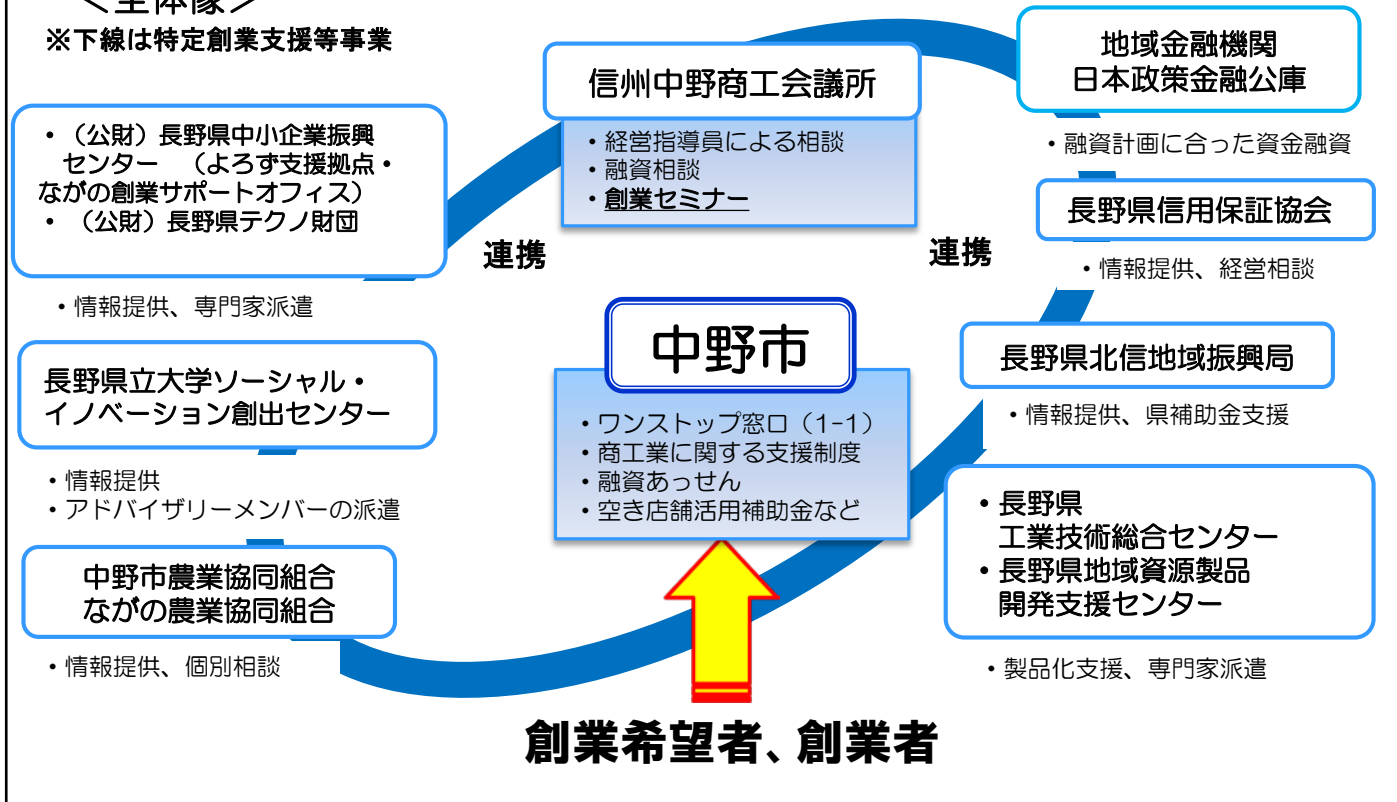 ＜全体像＞
※下線は特定創業支援等事業
信州中野商工会議所
・経営指導員による相談
・融資相談
・創業セミナー
地域金融機関
日本政策金融公庫
・融資計画に合った資金融資
・（公財）長野県中小企業振興
センター　（よろず支援拠点・
ながの創業サポートオフィス）
・（公財）長野県テクノ財団
・情報提供、専門家派遣
連携
連携
長野県信用保証協会
・情報提供、経営相談
中野市
・ワンストップ窓口（1-1）
・商工業に関する支援制度
・融資あっせん
・空き店舗活用補助金など
長野県北信地域振興局
・情報提供、県補助金支援
長野県立大学ソーシャル・
イノベーション創出センター
・情報提供
・アドバイザリーメンバーの派遣
・長野県
工業技術総合センター
・長野県地域資源製品
開発支援センター
・製品化支援、専門家派遣
中野市農業協同組合
ながの農業協同組合
・情報提供、個別相談
創業希望者、創業者